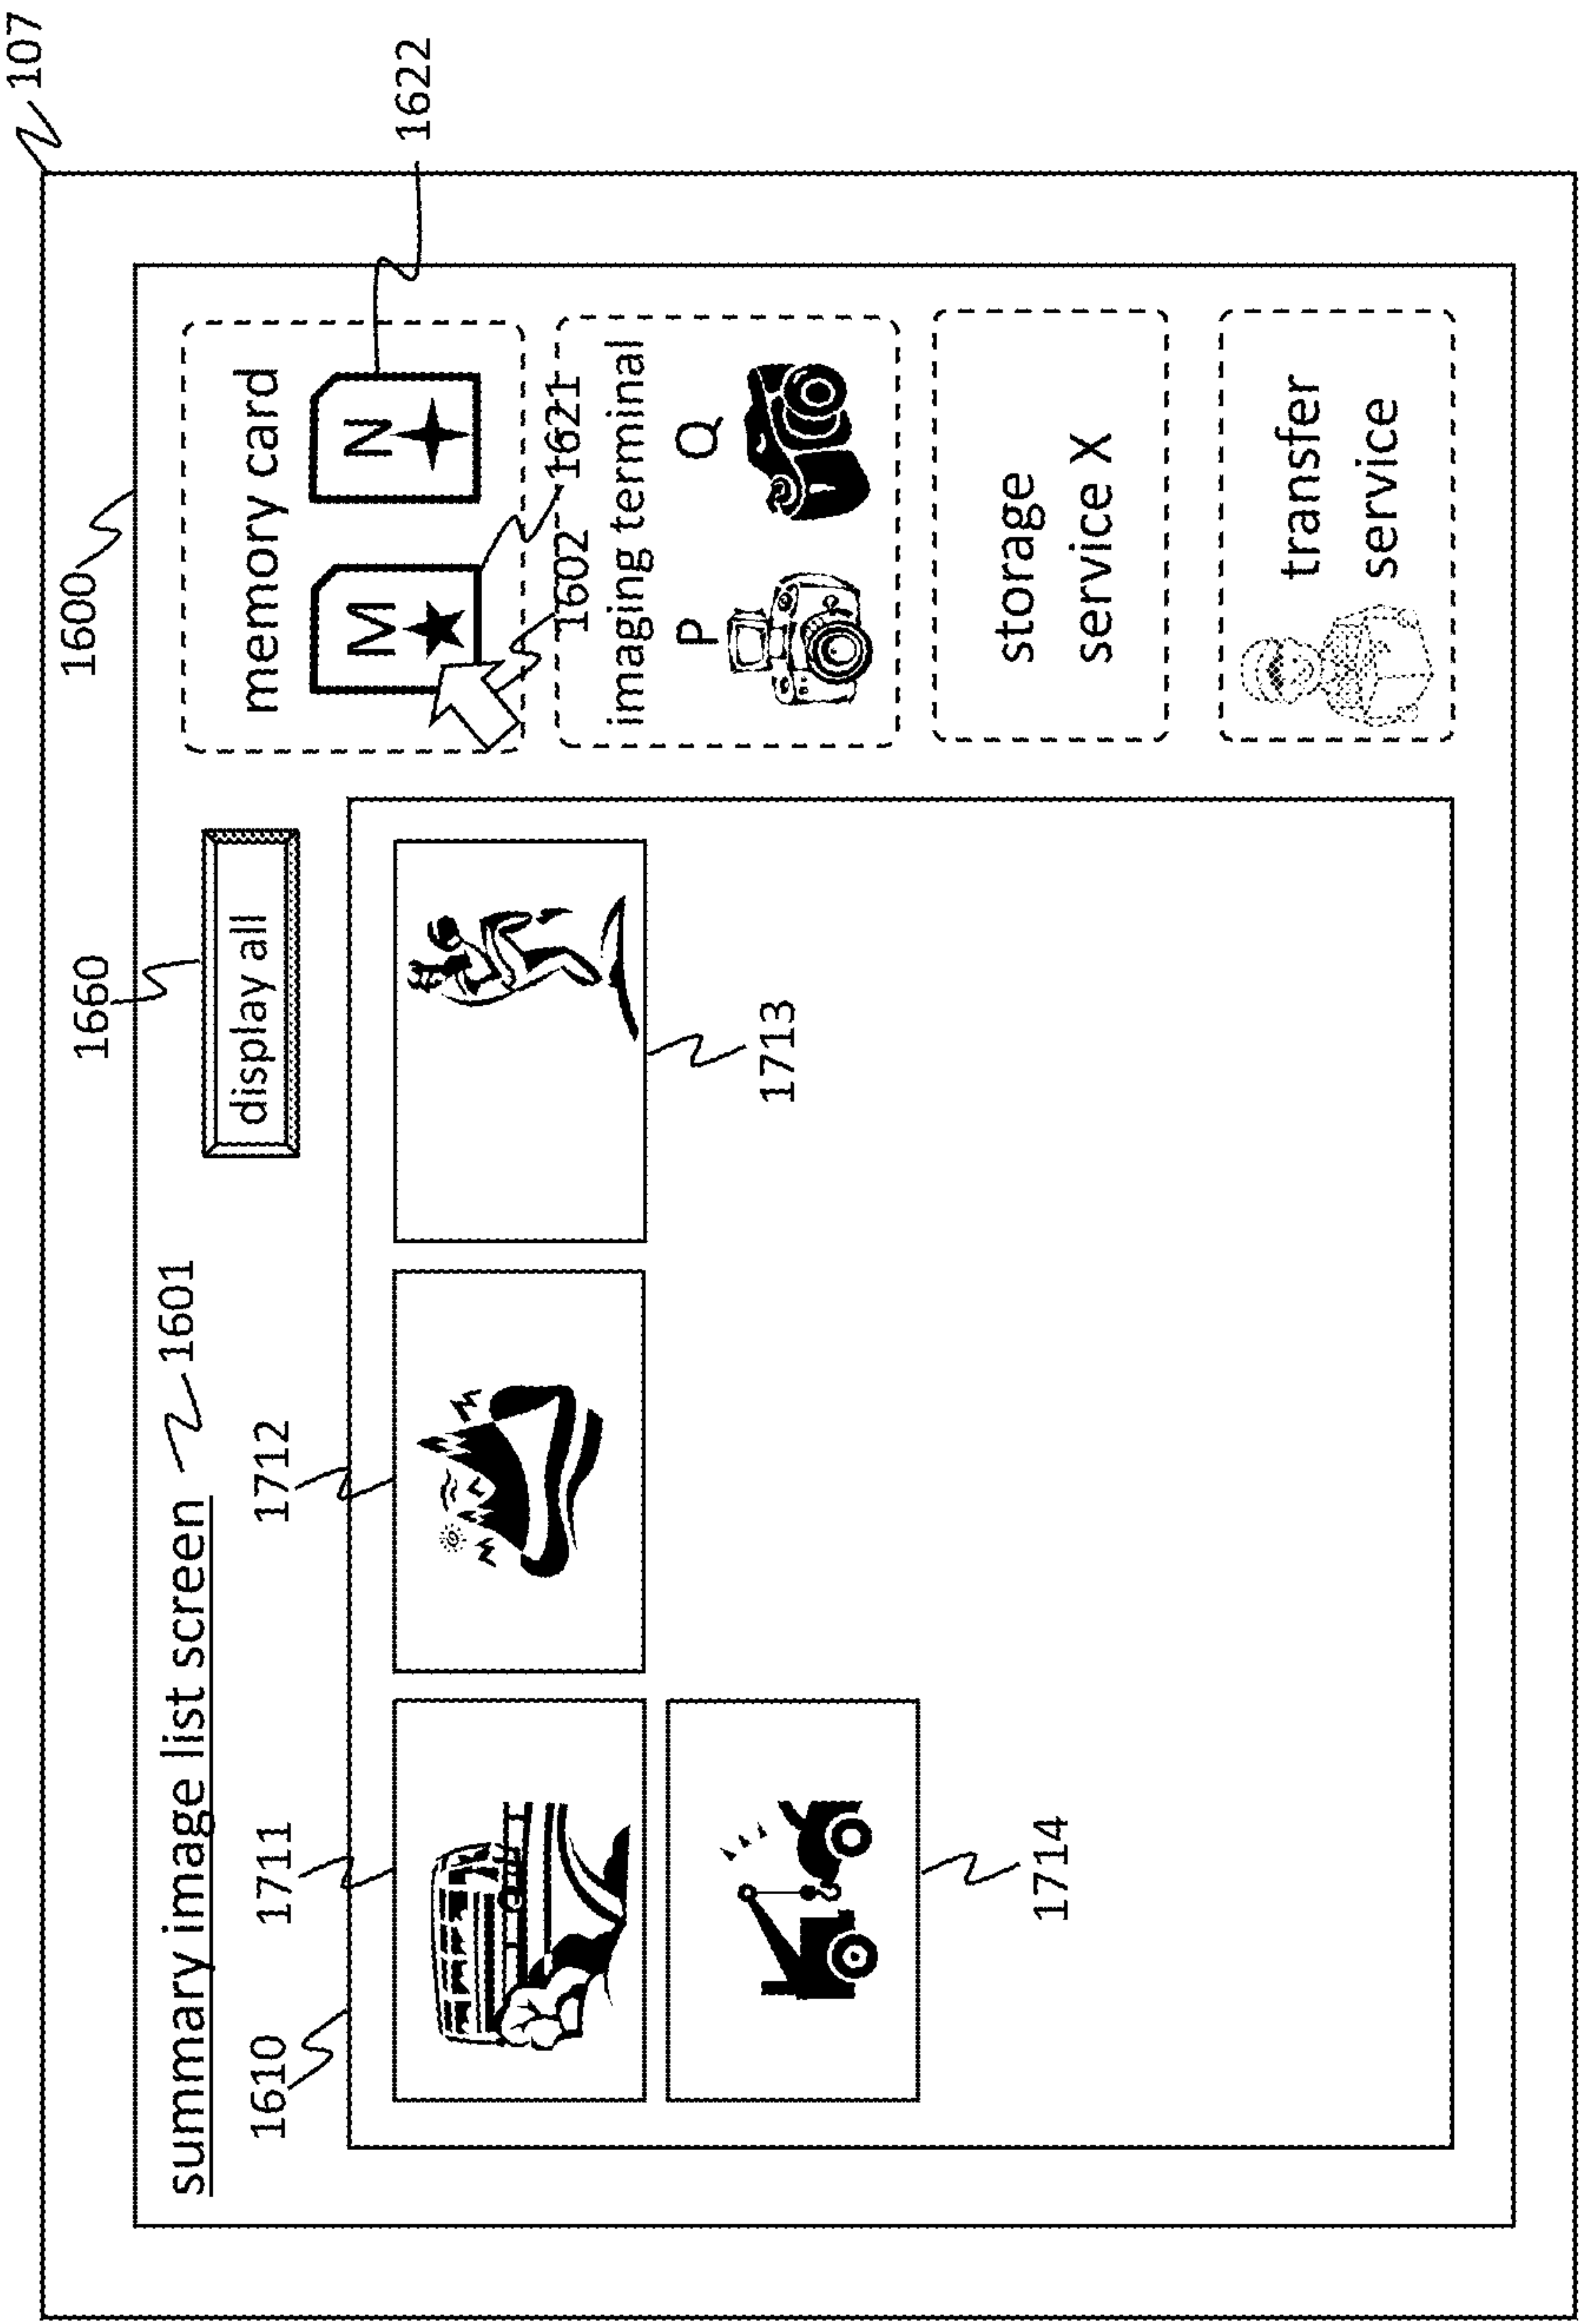 107
1600
1622
summary image list screen
1601
1660
display all
memory card
M
N
1621
1602
imaging terminal
P
Q
storage
service X
transfer
service
1610
1711
1712
1713
1714